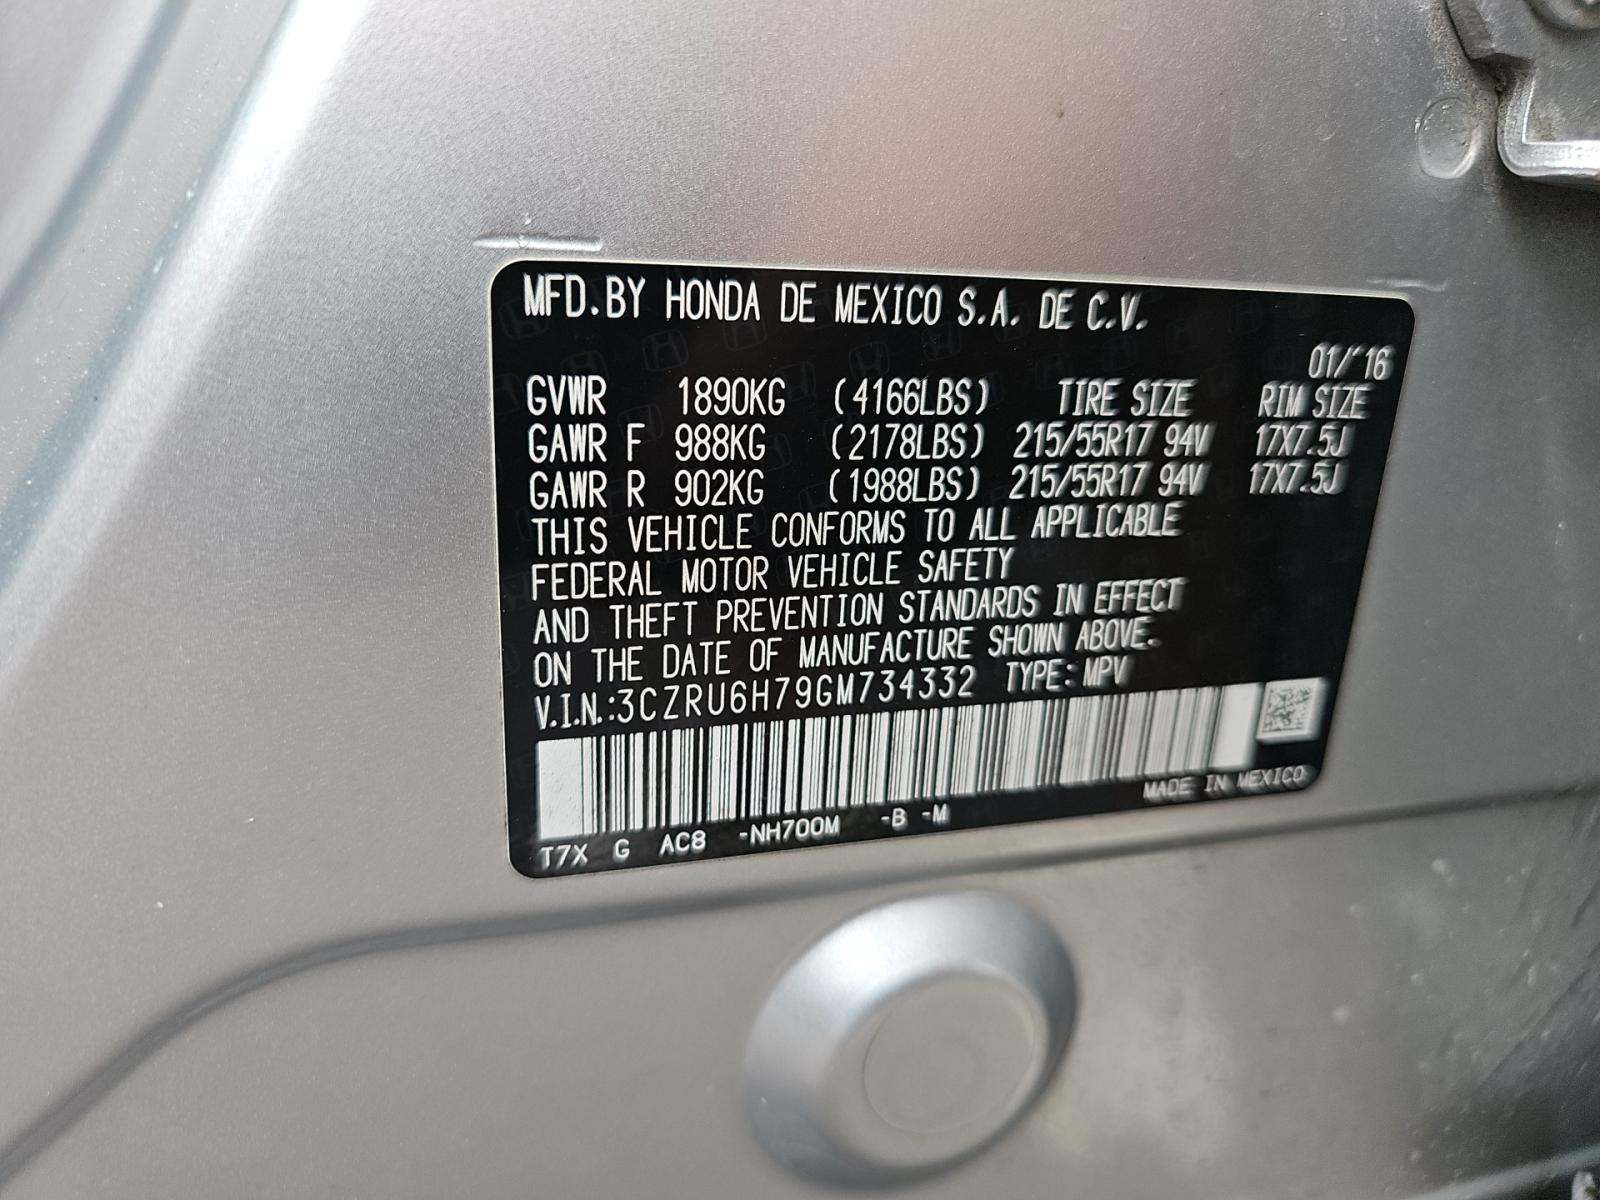 MFD.BY HONDA DE MEXICO S.A. DE C.V.
01/'16
GVWR 1890KG (4166LBS) TIRE SIZE RIM SIZE
GAWR F 988KG (2178LBS) 215/55R17 94V 17X7.5J
GAWR R 902KG (1988LBS) 215/55R17 94V 17X7.5J
THIS VEHICLE CONFORMS TO ALL APPLICABLE
FEDERAL MOTOR VEHICLE SAFETY
AND THEFT PREVENTION STANDARDS IN EFFECT
ON THE DATE OF MANUFACTURE SHOWN ABOVE.
V.I.N.:3CZRU6H79GM734332 TYPE: MPV
MADE IN MEXICO
T7X G AC8 -NH700M -B -M